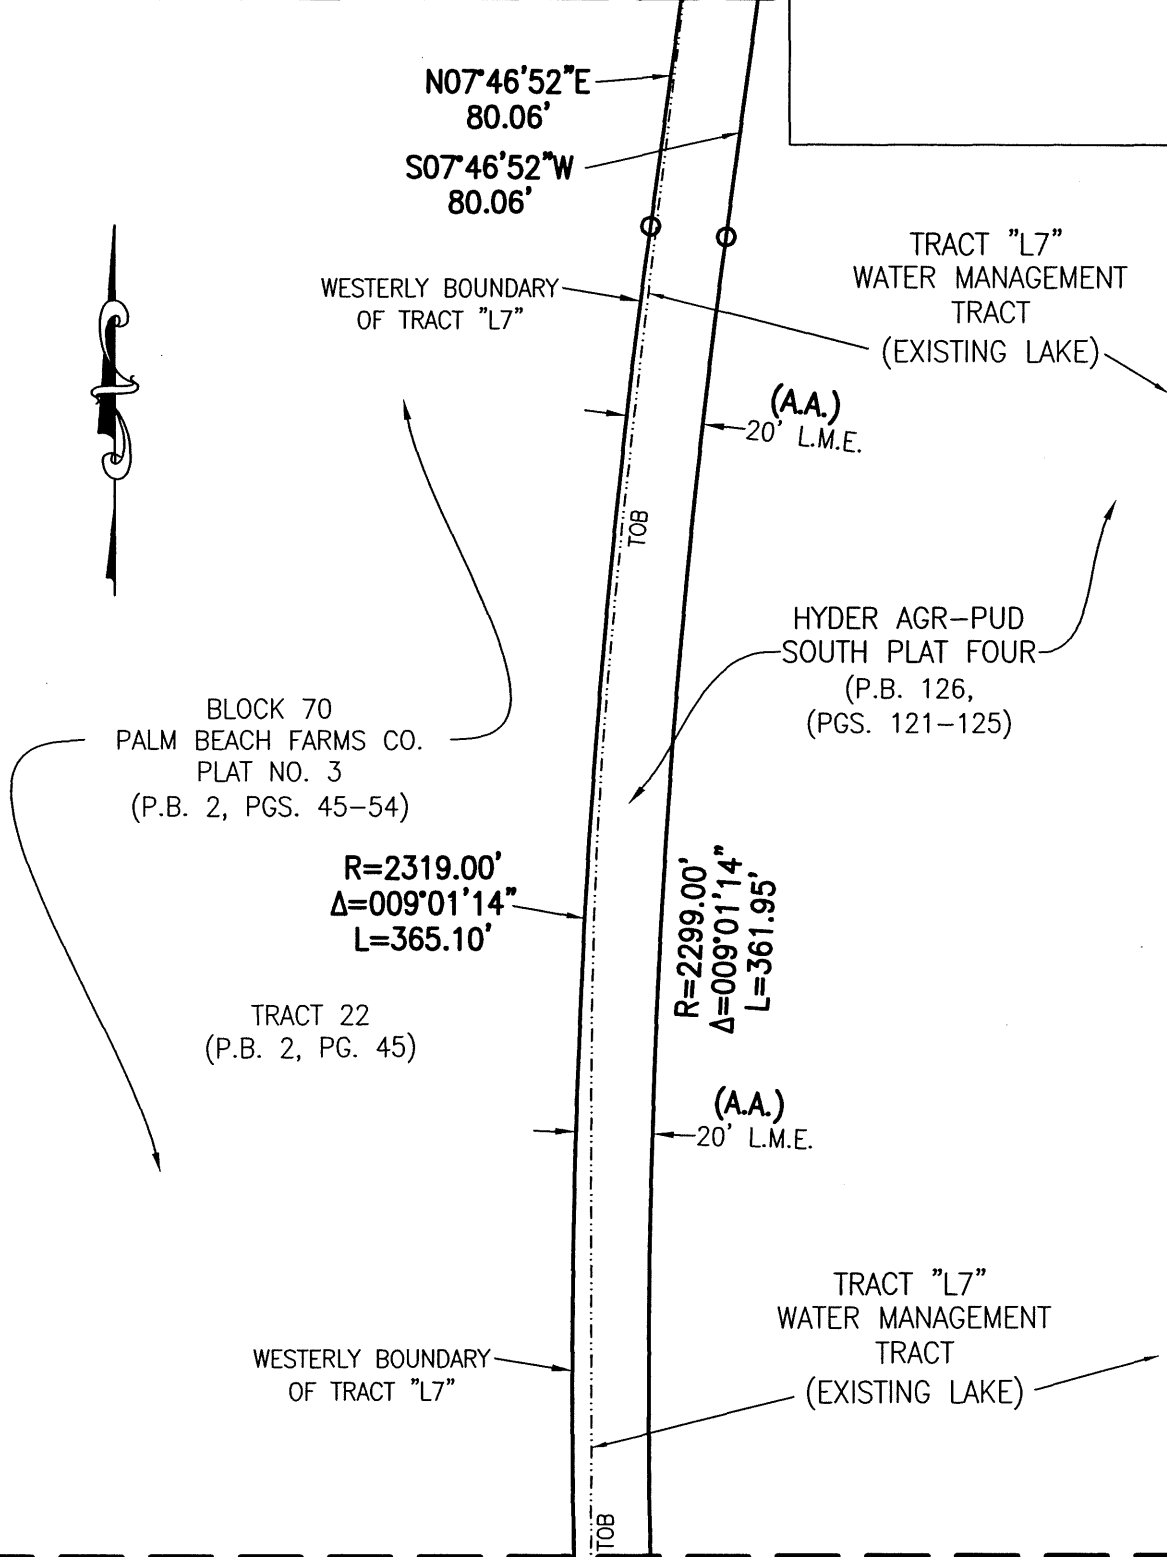 N07°46'52"E
80.06'
S07°46'52"W
80.06'
TRACT "L7"
WATER MANAGEMENT
TRACT
(EXISTING LAKE)
WESTERLY BOUNDARY
OF TRACT "L7"
(A.A.)
20' L.M.E.
TOB
HYDER AGR-PUD
SOUTH PLAT FOUR
(P.B. 126,
(PGS. 121-125)
BLOCK 70
PALM BEACH FARMS CO.
PLAT NO. 3
(P.B. 2, PGS. 45-54)
R=2319.00'
Δ=009°01'14"
L=365.10'
R=2299.00'
Δ=009°01'14"
L=361.95'
TRACT 22
(P.B. 2, PG. 45)
(A.A.)
20' L.M.E.
TRACT "L7"
WATER MANAGEMENT
TRACT
(EXISTING LAKE)
WESTERLY BOUNDARY
OF TRACT "L7"
TOB